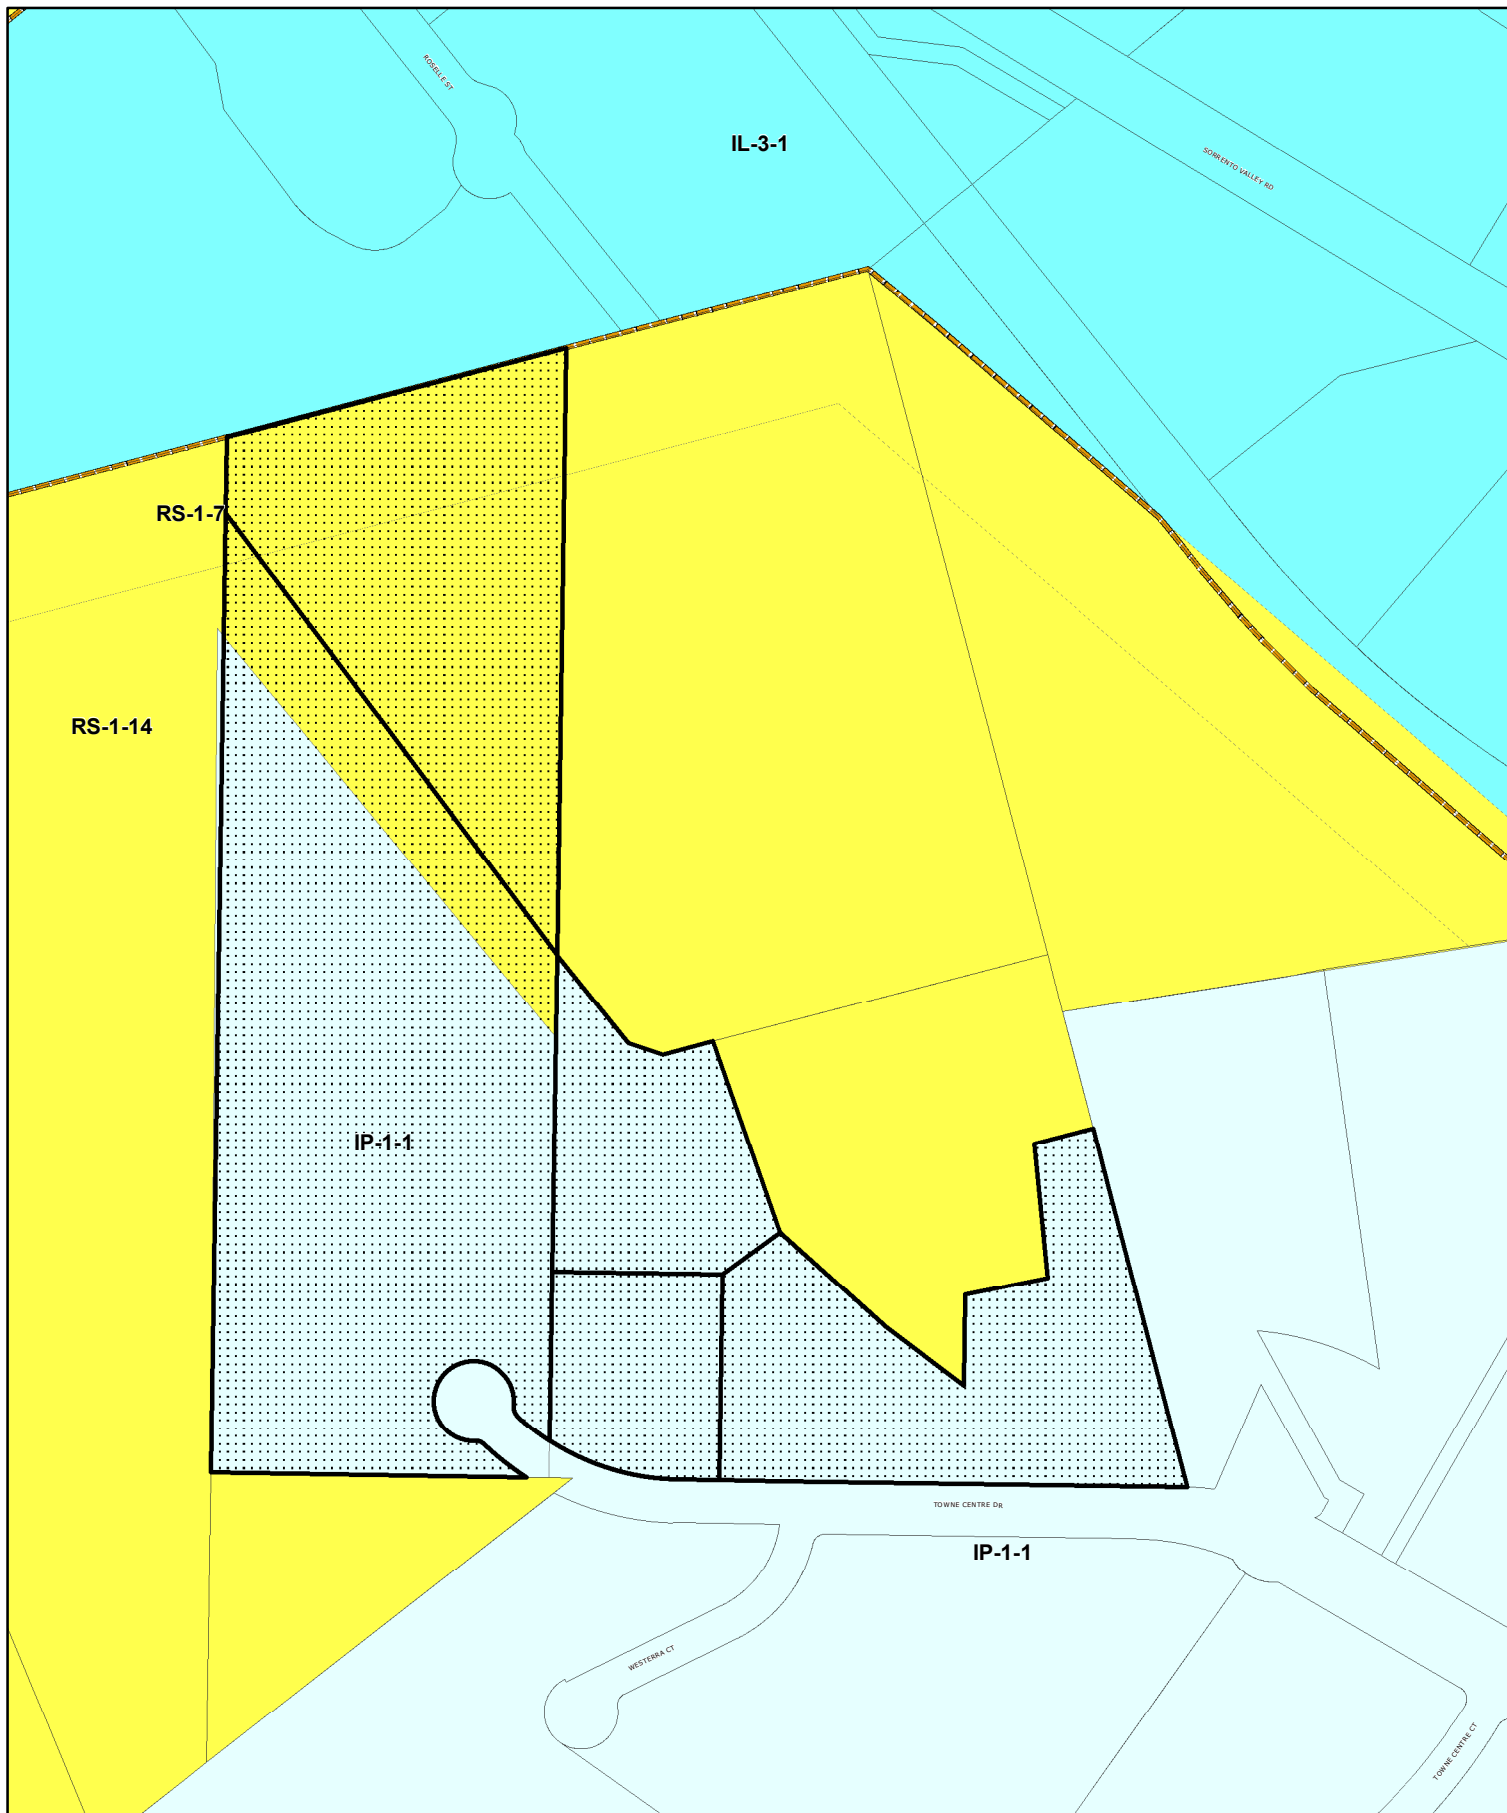 ROSELLE ST
IL-3-1
SORRENTO VALLEY RD
RS-1-7
RS-1-14
IP-1-1
TOWNE CENTRE DR
IP-1-1
WESTERRA CT
TOWNE CENTRE CT